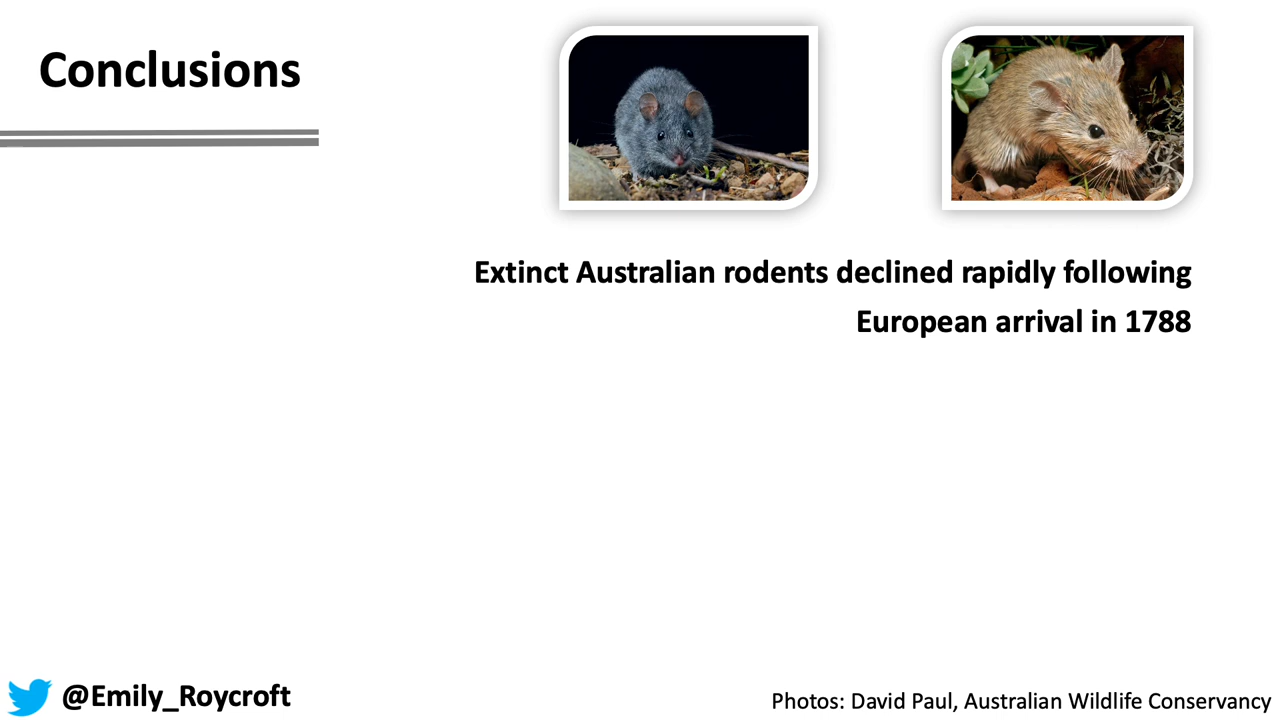 Conclusions
Extinct Australian rodents declined rapidly following
European arrival in 1788
@Emily_Roycroft
Photos: David Paul, Australian Wildlife Conservancy